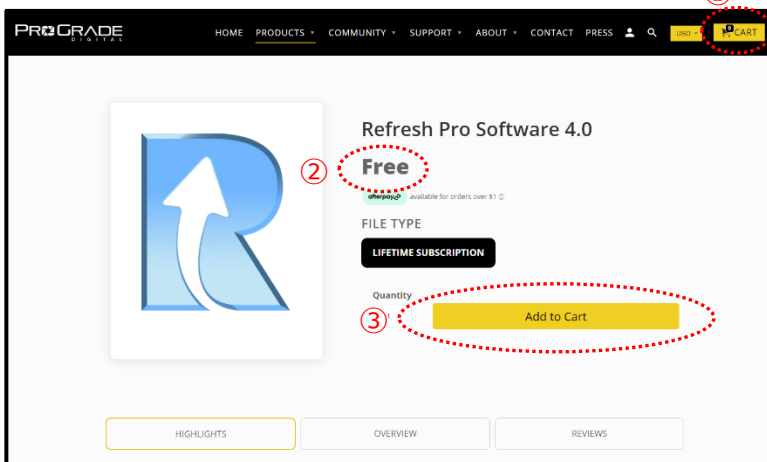 PROGRADE
DIGITAL
HOME PRODUCTS COMMUNITY SUPPORT ABOUT CONTACT PRESS USD 0 CART
Refresh Pro Software 4.0
② Free
afterpay available for orders over $1
FILE TYPE
LIFETIME SUBSCRIPTION
Quantity
③ Add to Cart
HIGHLIGHTS OVERVIEW REVIEWS